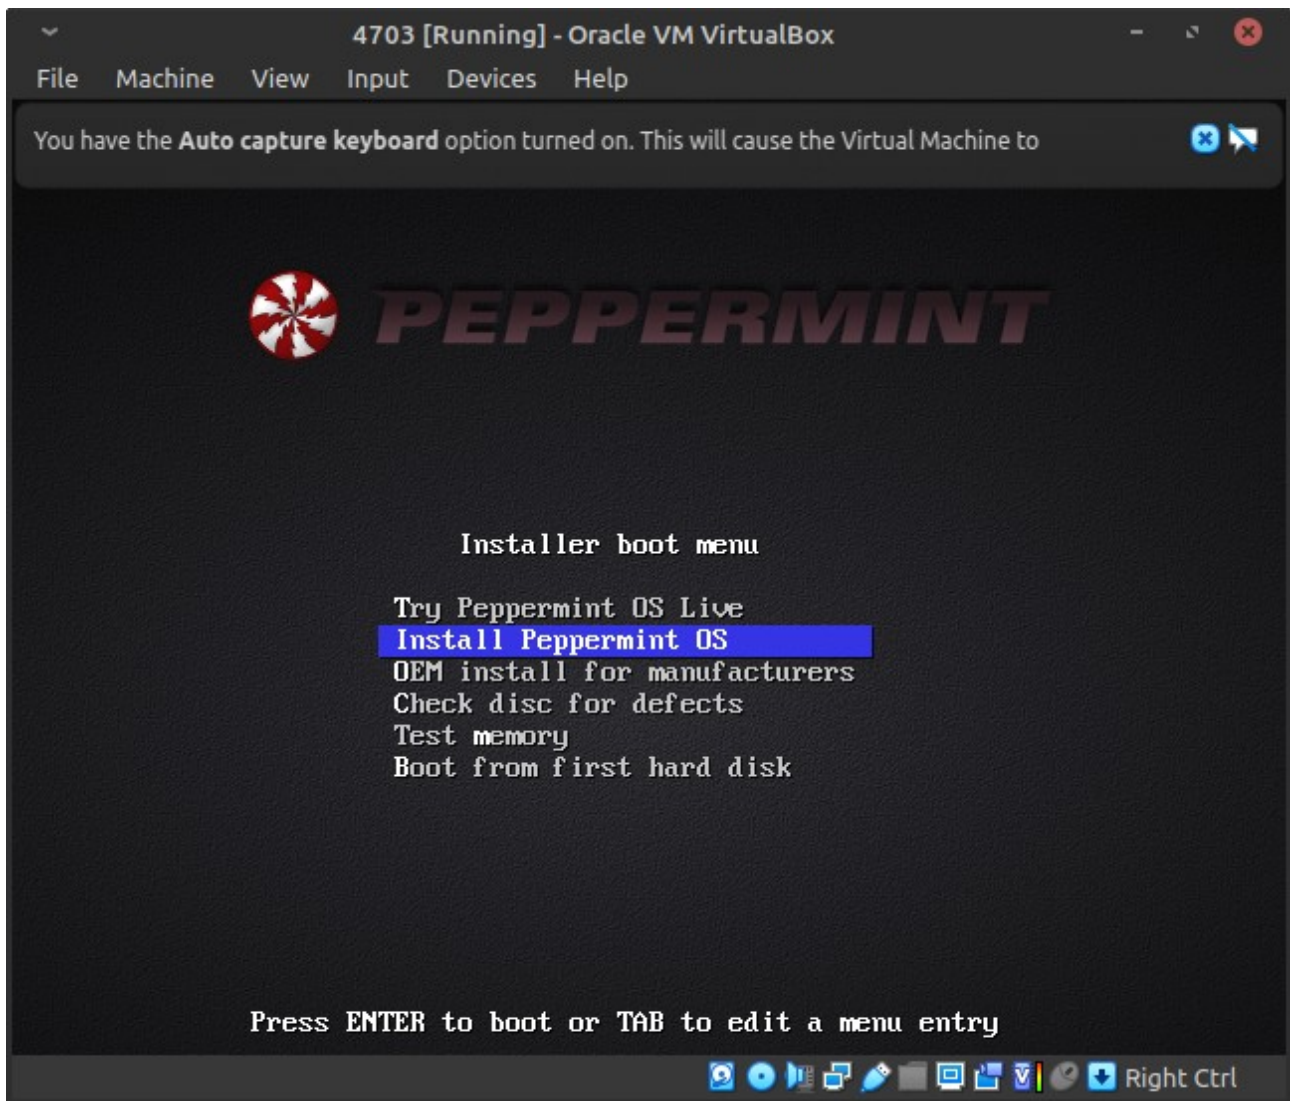 4703 [Running] - Oracle VM VirtualBox
File Machine View Input Devices Help
You have the Auto capture keyboard option turned on. This will cause the Virtual Machine to
PEPPERMINT
Installer boot menu
Try Peppermint OS Live
Install Peppermint OS
OEM install for manufacturers
Check disc for defects
Test memory
Boot from first hard disk
Press ENTER to boot or TAB to edit a menu entry
Right Ctrl